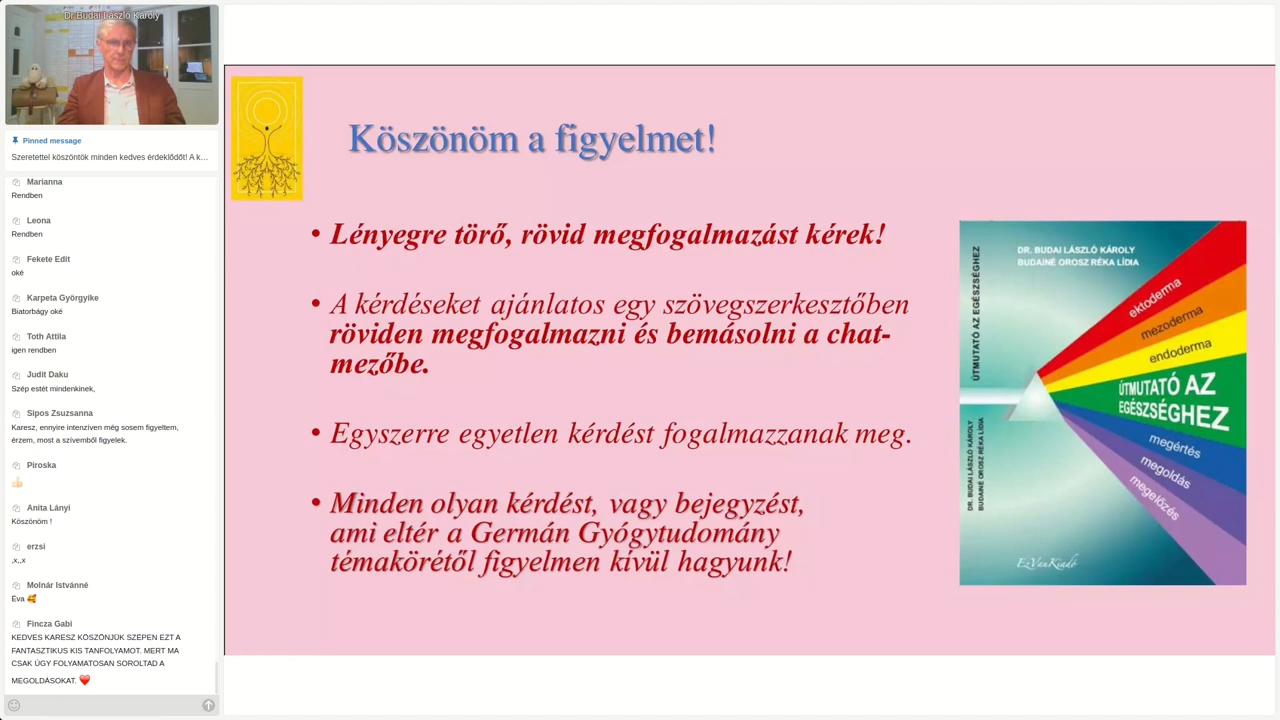 Dr Budai László Károly
Pinned message
Szeretettel köszöntök minden kedves érdeklődőt! A k…
Marianna
Rendben
Leona
Rendben
Fekete Edit
oké
Karpeta Györgyike
Biatorbágy oké
Toth Attila
igen rendben
Judit Daku
Szép estét mindenkinek,
Sipos Zsuzsanna
Karesz, ennyire intenzíven még sosem figyeltem,
érzem, most a szívemből figyelek.
Piroska
Anita Lányi
Köszönöm !
erzsi
,x,,x
Molnár Istvánné
Éva 🥰
Fincza Gabi
KEDVES KARESZ KÖSZÖNJÜK SZEPEN EZT A
FANTASZTIKUS KIS TANFOLYAMOT. MERT MA
CSAK ÚGY FOLYAMATOSAN SOROLTAD A
MEGOLDÁSOKAT. ❤️
Köszönöm a figyelmet!
• Lényegre törő, rövid megfogalmazást kérek!
• A kérdéseket ajánlatos egy szövegszerkesztőben
röviden megfogalmazni és bemásolni a chat-
mezőbe.
• Egyszerre egyetlen kérdést fogalmazzanak meg.
• Minden olyan kérdést, vagy bejegyzést,
ami eltér a Germán Gyógytudomány
témakörétől figyelmen kívül hagyunk!
ÚTMUTATÓ AZ EGÉSZSÉGHEZ
DR. BUDAI LÁSZLÓ KÁROLY
BUDAINÉ OROSZ RÉKA LÍDIA
DR. BUDAI LÁSZLÓ KÁROLY
BUDAINÉ OROSZ RÉKA LÍDIA
ektoderma
mezoderma
endoderma
ÚTMUTATÓ AZ
EGÉSZSÉGHEZ
megértés
megoldás
megelőzés
EzVanKiadó